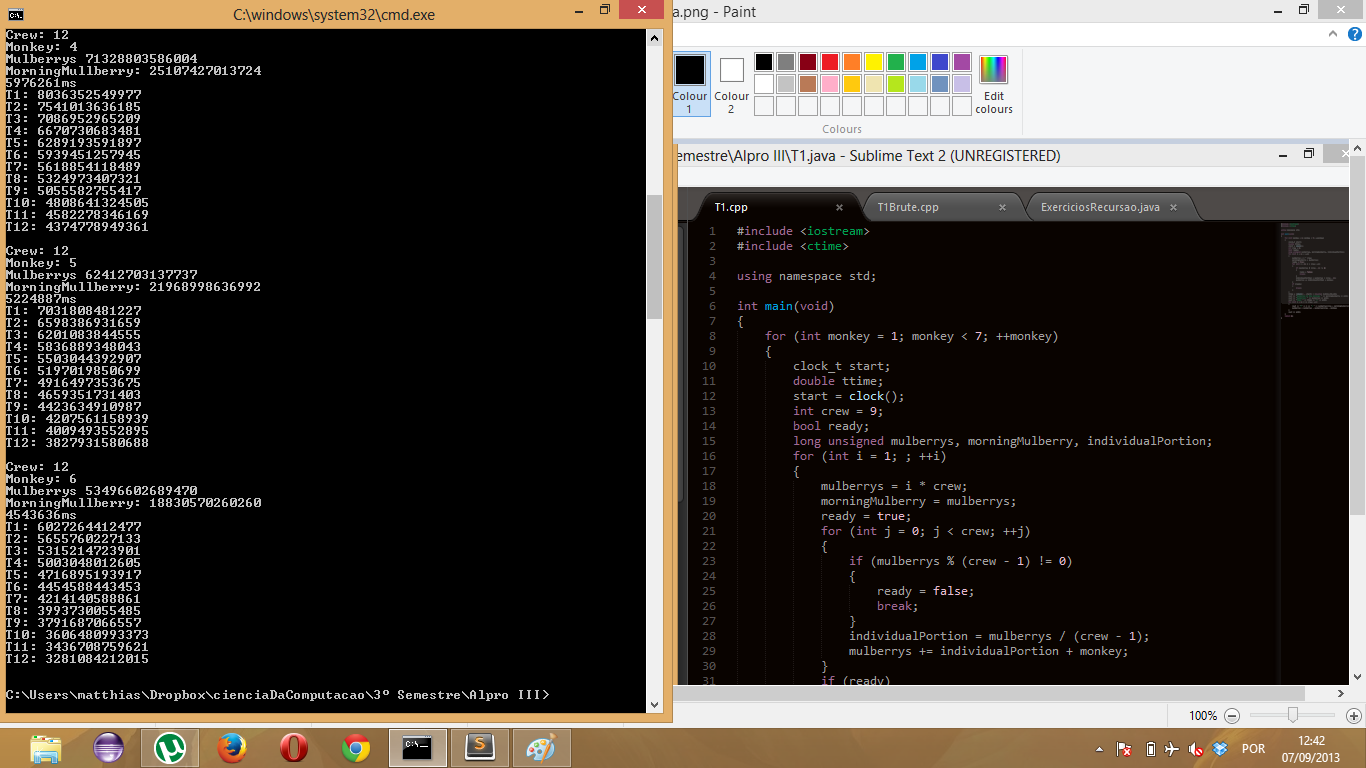 C:\windows\system32\cmd.exe
Crew: 12
Monkey: 4
Mulberrys 71328803586004
MorningMullberry: 25107427013724
5976261ms
T1: 8036352549977
T2: 7541013636185
T3: 7086952965209
T4: 6670730683481
T5: 6289193591897
T6: 5939451257945
T7: 5618854118489
T8: 5324973407321
T9: 5055582755417
T10: 4808641324505
T11: 4582278346169
T12: 4374778949361
Crew: 12
Monkey: 5
Mulberrys 62412703137737
MorningMullberry: 21968998636992
5224887ms
T1: 7031808481227
T2: 6598386931659
T3: 6201083844555
T4: 5836889348043
T5: 5503044392907
T6: 5197019850699
T7: 4916497353675
T8: 4659351731403
T9: 4423634910987
T10: 4207561158939
T11: 4009493552895
T12: 3827931580688
Crew: 12
Monkey: 6
Mulberrys 53496602689470
MorningMullberry: 18830570260260
4543636ms
T1: 6027264412477
T2: 5655760227133
T3: 5315214723901
T4: 5003048012605
T5: 4716895193917
T6: 4454588443453
T7: 4214140588861
T8: 3993730055485
T9: 3791687066557
T10: 3606480993373
T11: 3436708759621
T12: 3281084212015
C:\Users\matthias\Dropbox\cienciaDaComputacao\3º Semestre\Alpro III>
a.png - Paint
Colour 1
Colour 2
Edit colours
Colours
emestre\Alpro III\T1.java - Sublime Text 2 (UNREGISTERED)
T1.cpp T1Brute.cpp ExerciciosRecursao.java
1 #include <iostream>
2 #include <ctime>
3
4 using namespace std;
5
6 int main(void)
7 {
8 for (int monkey = 1; monkey < 7; ++monkey)
9 {
10 clock_t start;
11 double ttime;
12 start = clock();
13 int crew = 9;
14 bool ready;
15 long unsigned mulberrys, morningMulberry, individualPortion;
16 for (int i = 1; ; ++i)
17 {
18 mulberrys = i * crew;
19 morningMulberry = mulberrys;
20 ready = true;
21 for (int j = 0; j < crew; ++j)
22 {
23 if (mulberrys % (crew - 1) != 0)
24 {
25 ready = false;
26 break;
27 }
28 individualPortion = mulberrys / (crew - 1);
29 mulberrys += individualPortion + monkey;
30 }
31 if (ready)
100%
POR
12:42
07/09/2013